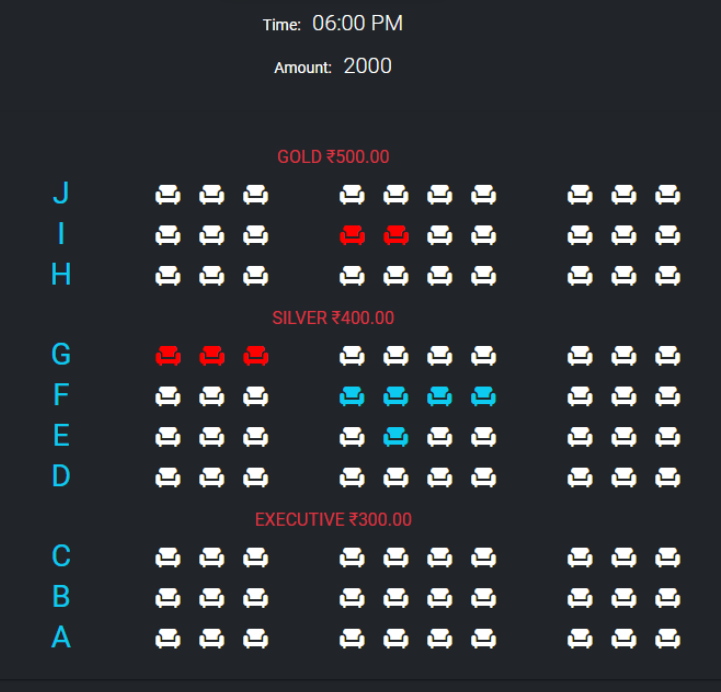 Time: 06:00 PM
Amount: 2000
GOLD ₹500.00
J
I
H
SILVER ₹400.00
G
F
E
D
EXECUTIVE ₹300.00
C
B
A